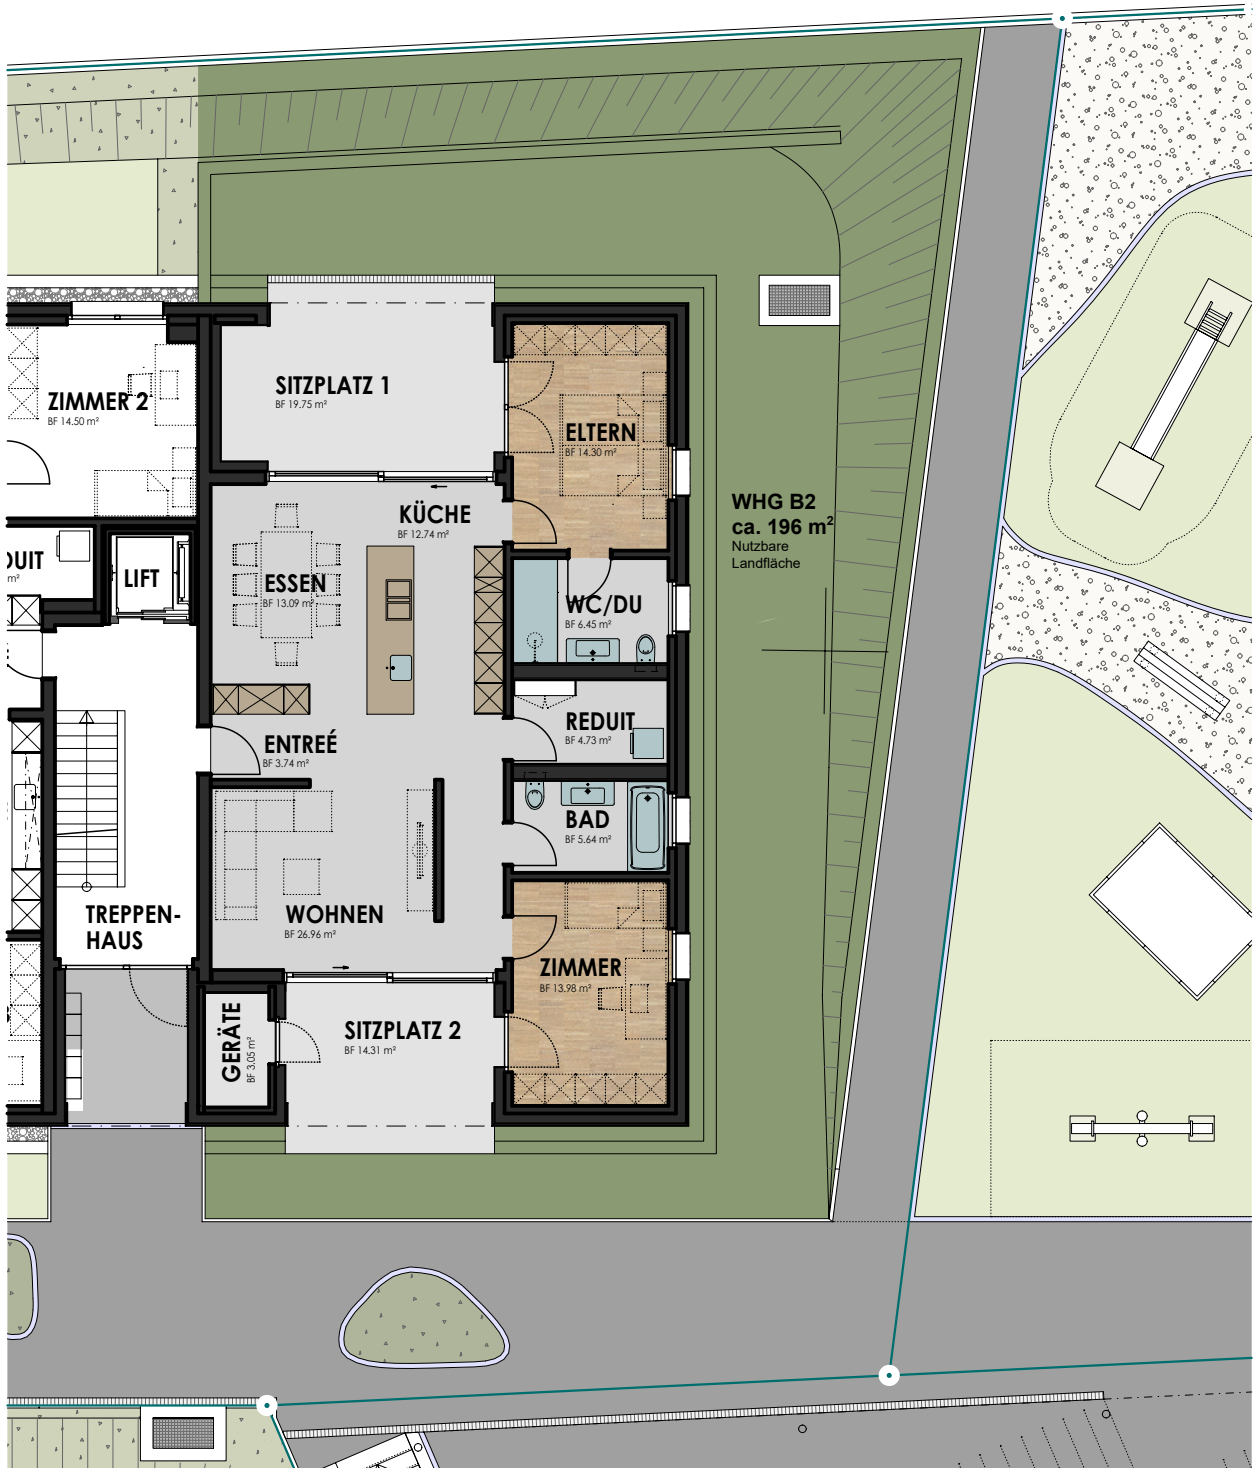 SITZPLATZ 1
BF 19.75 m²
ZIMMER 2
BF 14.50 m²
ELTERN
BF 14.30 m²
KÜCHE
BF 12.74 m²
WHG B2
ca. 196 m²
Nutzbare
Landfläche
DUIT
m²
LIFT
ESSEN
BF 13.09 m²
WC/DU
BF 6.45 m²
REDUIT
BF 4.73 m²
ENTREÉ
BF 3.74 m²
BAD
BF 5.64 m²
TREPPEN-
HAUS
WOHNEN
BF 26.96 m²
ZIMMER
BF 13.98 m²
GERÄTE
BF 3.05 m²
SITZPLATZ 2
BF 14.31 m²